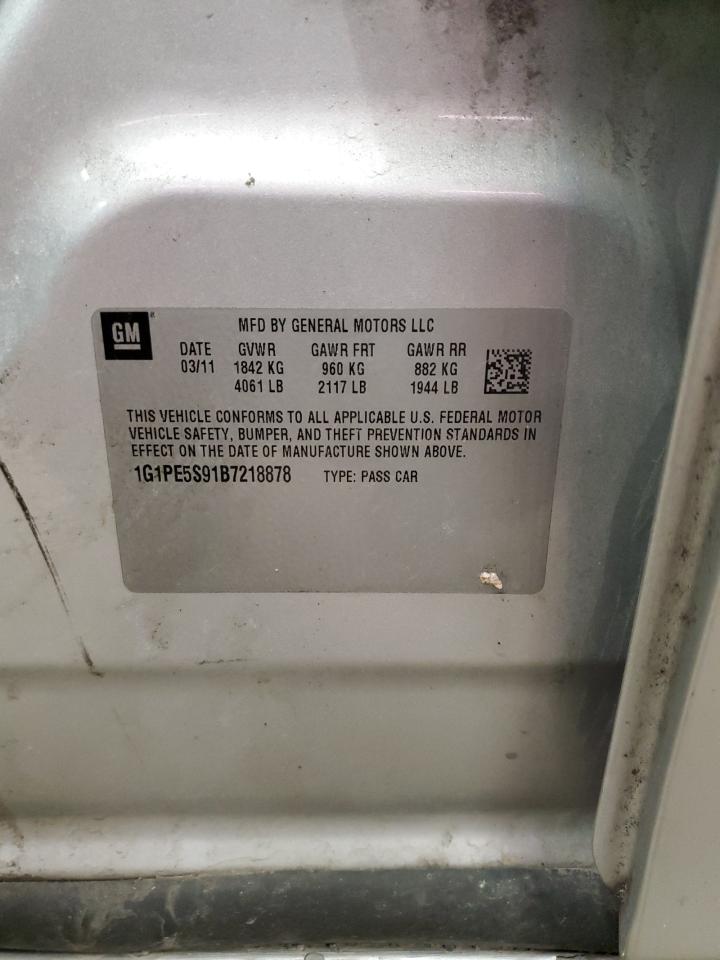 GM
MFD BY GENERAL MOTORS LLC
DATE GVWR GAWR FRT GAWR RR
03/11 1842 KG 960 KG 882 KG
4061 LB 2117 LB 1944 LB
THIS VEHICLE CONFORMS TO ALL APPLICABLE U.S. FEDERAL MOTOR
VEHICLE SAFETY, BUMPER, AND THEFT PREVENTION STANDARDS IN
EFFECT ON THE DATE OF MANUFACTURE SHOWN ABOVE.
1G1PE5S91B7218878 TYPE: PASS CAR